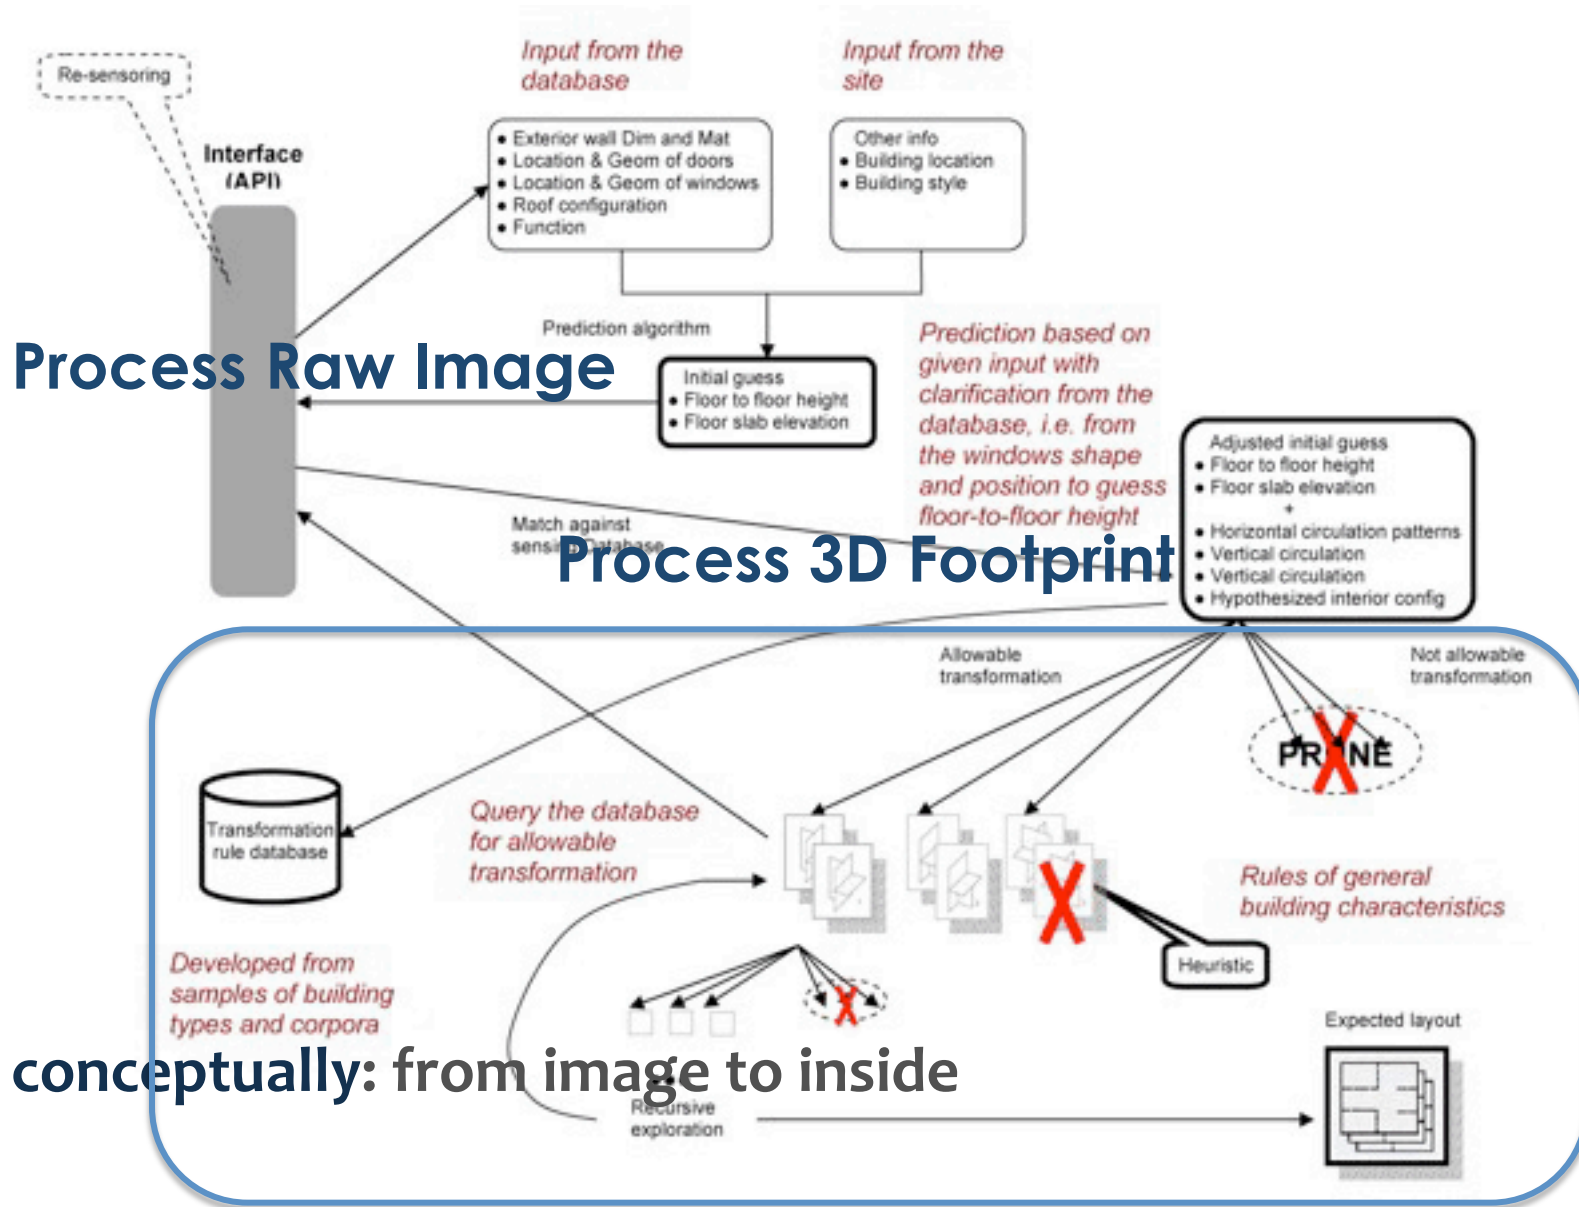 Input from the
database
Input from the
site
Re-sensoring
Interface
(API)
• Exterior wall Dim and Mat
• Location & Geom of doors
• Location & Geom of windows
• Roof configuration
• Function
Other info
• Building location
• Building style
Prediction algorithm
Process Raw Image
Initial guess
• Floor to floor height
• Floor slab elevation
Prediction based on
given input with
clarification from the
database, i.e. from
the windows shape
and position to guess
floor-to-floor height
Adjusted initial guess
• Floor to floor height
• Floor slab elevation
+
• Horizontal circulation patterns
• Vertical circulation
• Vertical circulation
• Hypothesized interior config
Match against
sensing Database
Process 3D Footprint
Allowable
transformation
Not allowable
transformation
PRUNE
Transformation
rule database
Query the database
for allowable
transformation
Rules of general
building characteristics
Heuristic
Developed from
samples of building
types and corpora
Expected layout
conceptually: from image to inside
Recursive
exploration